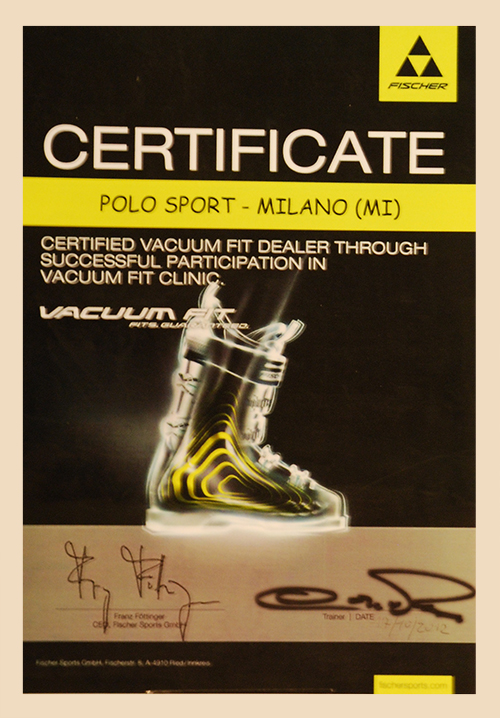 FISCHER
CERTIFICATE
POLO SPORT - MILANO (MI)
CERTIFIED VACUUM FIT DEALER THROUGH
SUCCESSFUL PARTICIPATION IN
VACUUM FIT CLINIC.
VACUUM FIT
FITS. GUARANTEED.
Franz Föttinger
CEO, Fischer Sports GmbH
Trainer | DATE
Fischer Sports GmbH, Fischerstr. 8, A-4910 Ried/Innkreis
fischersports.com